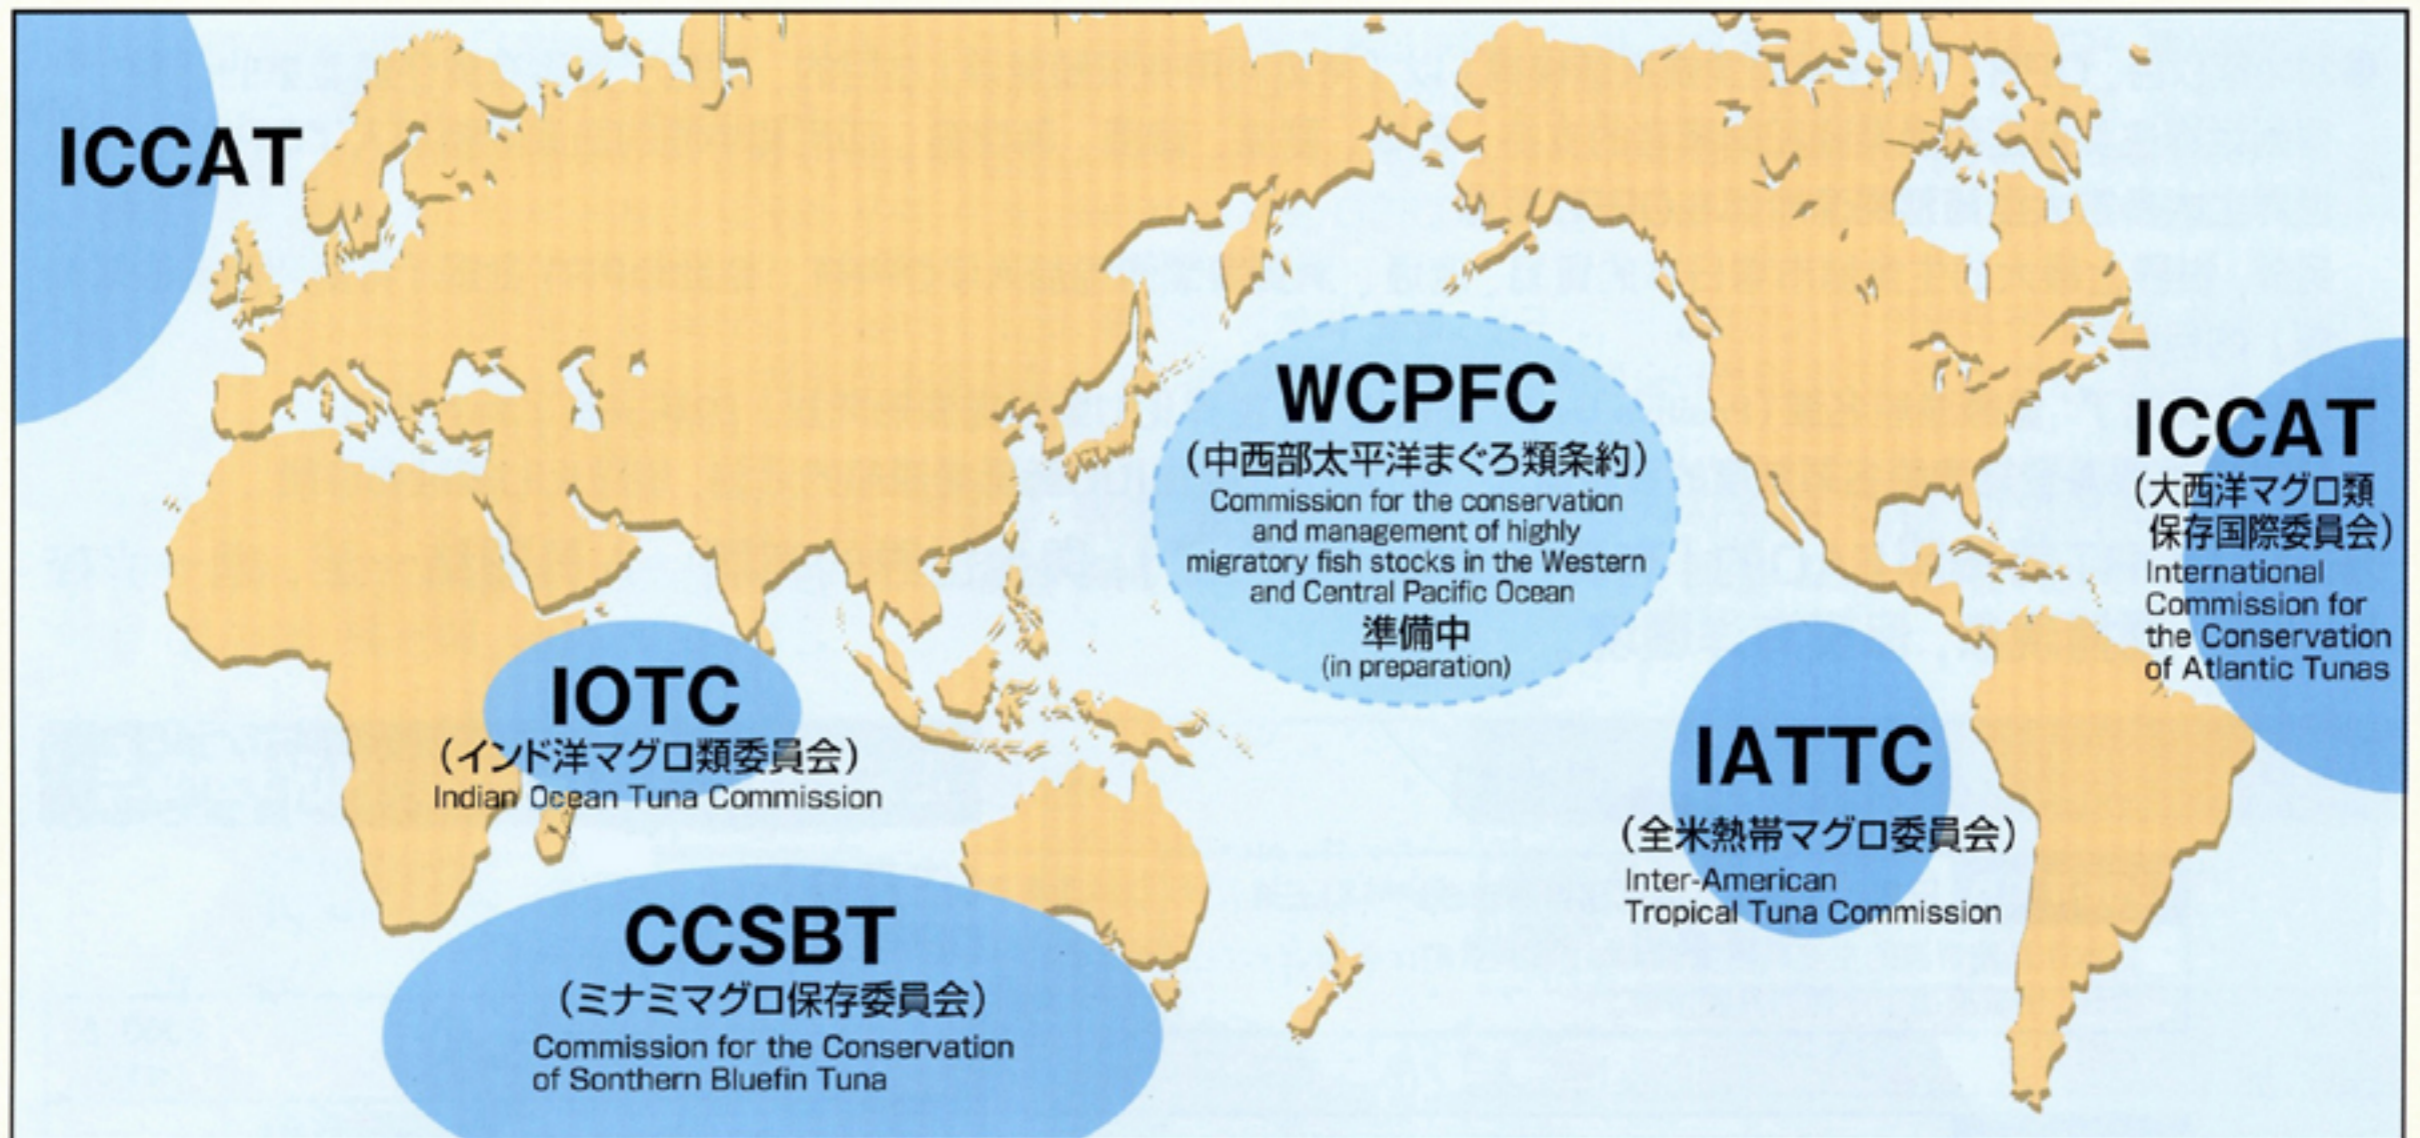 ICCAT
WCPFC
（中西部太平洋まぐろ類条約）
Commission for the conservation
and management of highly
migratory fish stocks in the Western
and Central Pacific Ocean
準備中
(in preparation)
ICCAT
（大西洋マグロ類
保存国際委員会）
International
Commission for
the Conservation
of Atlantic Tunas
IOTC
（インド洋マグロ類委員会）
Indian Ocean Tuna Commission
IATTC
（全米熱帯マグロ委員会）
Inter-American
Tropical Tuna Commission
CCSBT
（ミナミマグロ保存委員会）
Commission for the Conservation
of Sonthern Bluefin Tuna